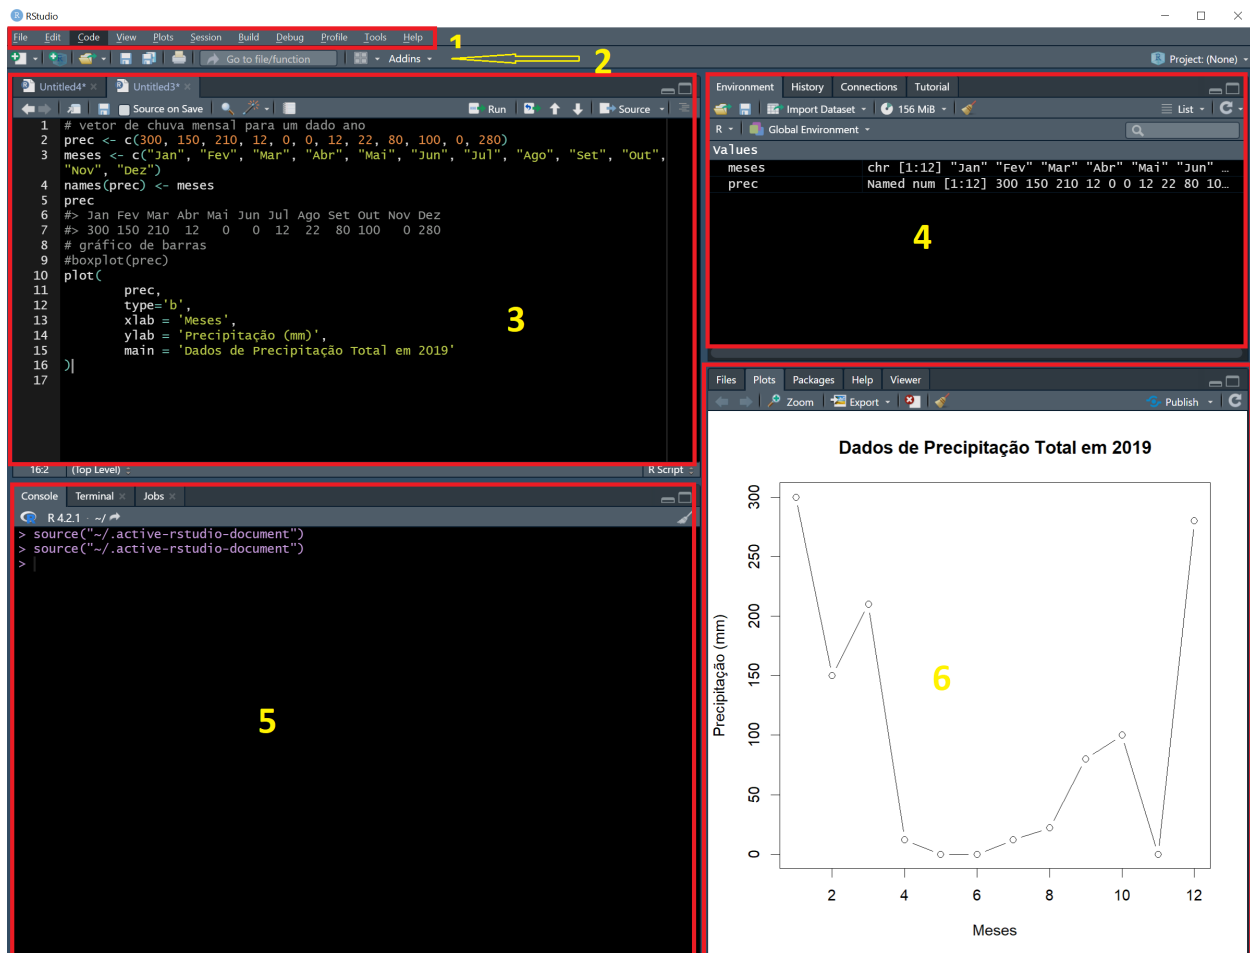 RStudio
File Edit Code View Plots Session Build Debug Profile Tools Help
1
Go to file/function Addins
2
Project: (None)
Untitled4* Untitled3*
Source on Save Run Source
1 # vetor de chuva mensal para um dado ano
2 prec <- c(300, 150, 210, 12, 0, 0, 12, 22, 80, 100, 0, 280)
3 meses <- c("Jan", "Fev", "Mar", "Abr", "Mai", "Jun", "Jul", "Ago", "Set", "Out",
"Nov", "Dez")
4 names(prec) <- meses
5 prec
6 #> Jan Fev Mar Abr Mai Jun Jul Ago Set Out Nov Dez
7 #> 300 150 210 12 0 0 12 22 80 100 0 280
8 # gráfico de barras
9 #boxplot(prec)
10 plot(
11 prec,
12 type='b',
13 xlab = 'Meses',
14 ylab = 'Precipitação (mm)',
15 main = 'Dados de Precipitação Total em 2019'
16 )
17
3
16:2 (Top Level) R Script
Environment History Connections Tutorial
Import Dataset 156 MiB List
R Global Environment
Values
meses chr [1:12] "Jan" "Fev" "Mar" "Abr" "Mai" "Jun" …
prec Named num [1:12] 300 150 210 12 0 0 12 22 80 10…
4
Console Terminal Jobs
R 4.2.1 · ~/
> source("~/.active-rstudio-document")
> source("~/.active-rstudio-document")
>
5
Files Plots Packages Help Viewer
Zoom Export Publish
Dados de Precipitação Total em 2019
Precipitação (mm)
300
250
200
150
100
50
0
6
2 4 6 8 10 12
Meses